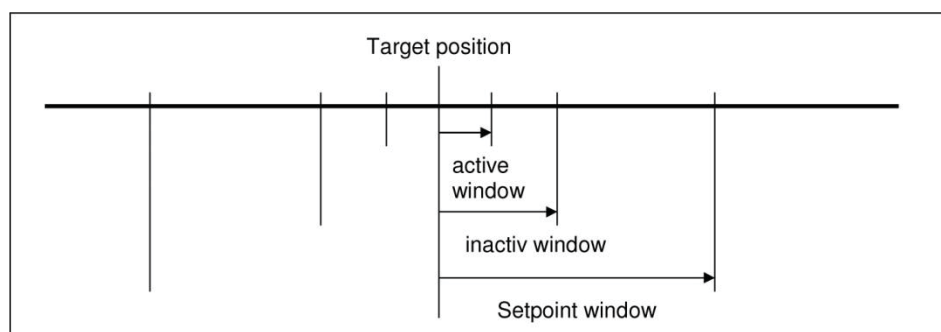 Target position
active
window
inactiv window
Setpoint window